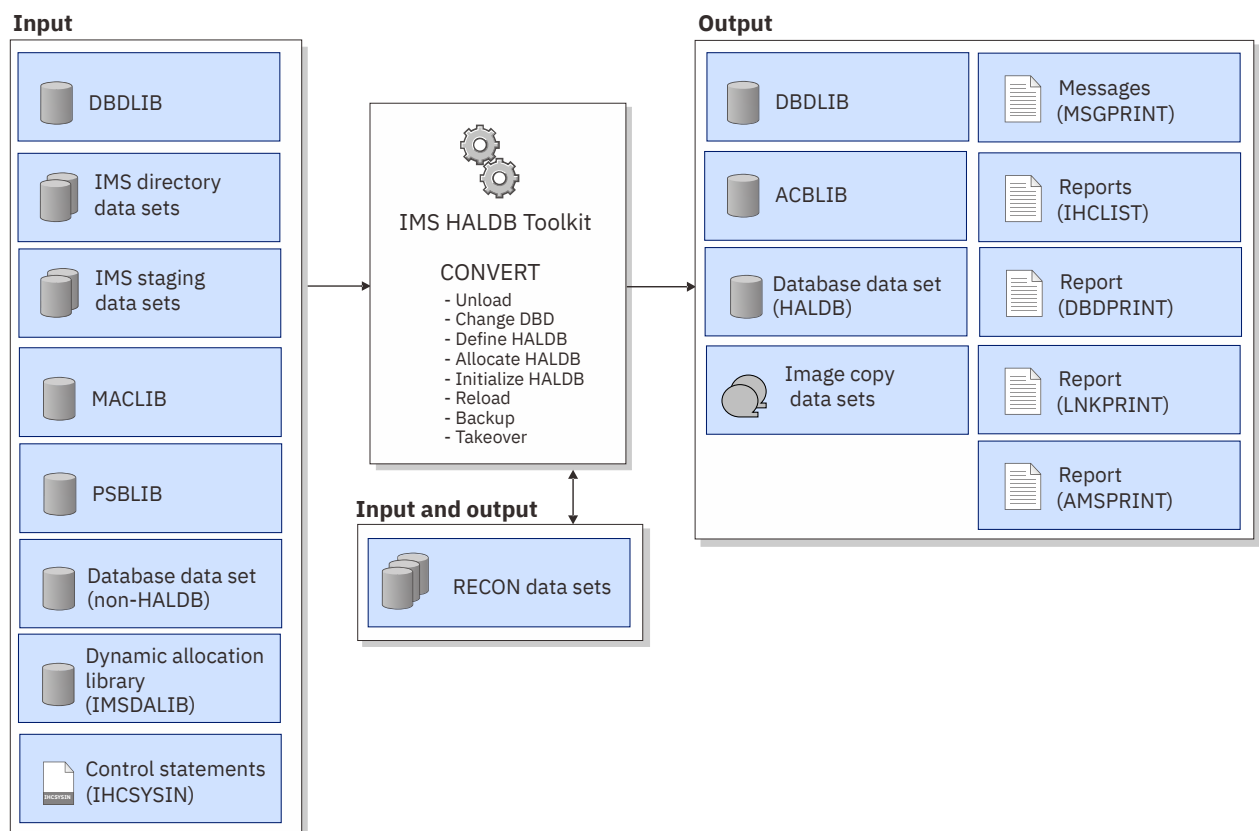 Input
DBDLIB
IMS directory
data sets
IMS staging
data sets
MACLIB
PSBLIB
Database data set
(non-HALDB)
Dynamic allocation
library
(IMSDALIB)
IHCSYSIN
Control statements
(IHCSYSIN)
IMS HALDB Toolkit
CONVERT
- Unload
- Change DBD
- Define HALDB
- Allocate HALDB
- Initialize HALDB
- Reload
- Backup
- Takeover
Input and output
RECON data sets
Output
DBDLIB
ACBLIB
Database data set
(HALDB)
Image copy
data sets
Messages
(MSGPRINT)
Reports
(IHCLIST)
Report
(DBDPRINT)
Report
(LNKPRINT)
Report
(AMSPRINT)